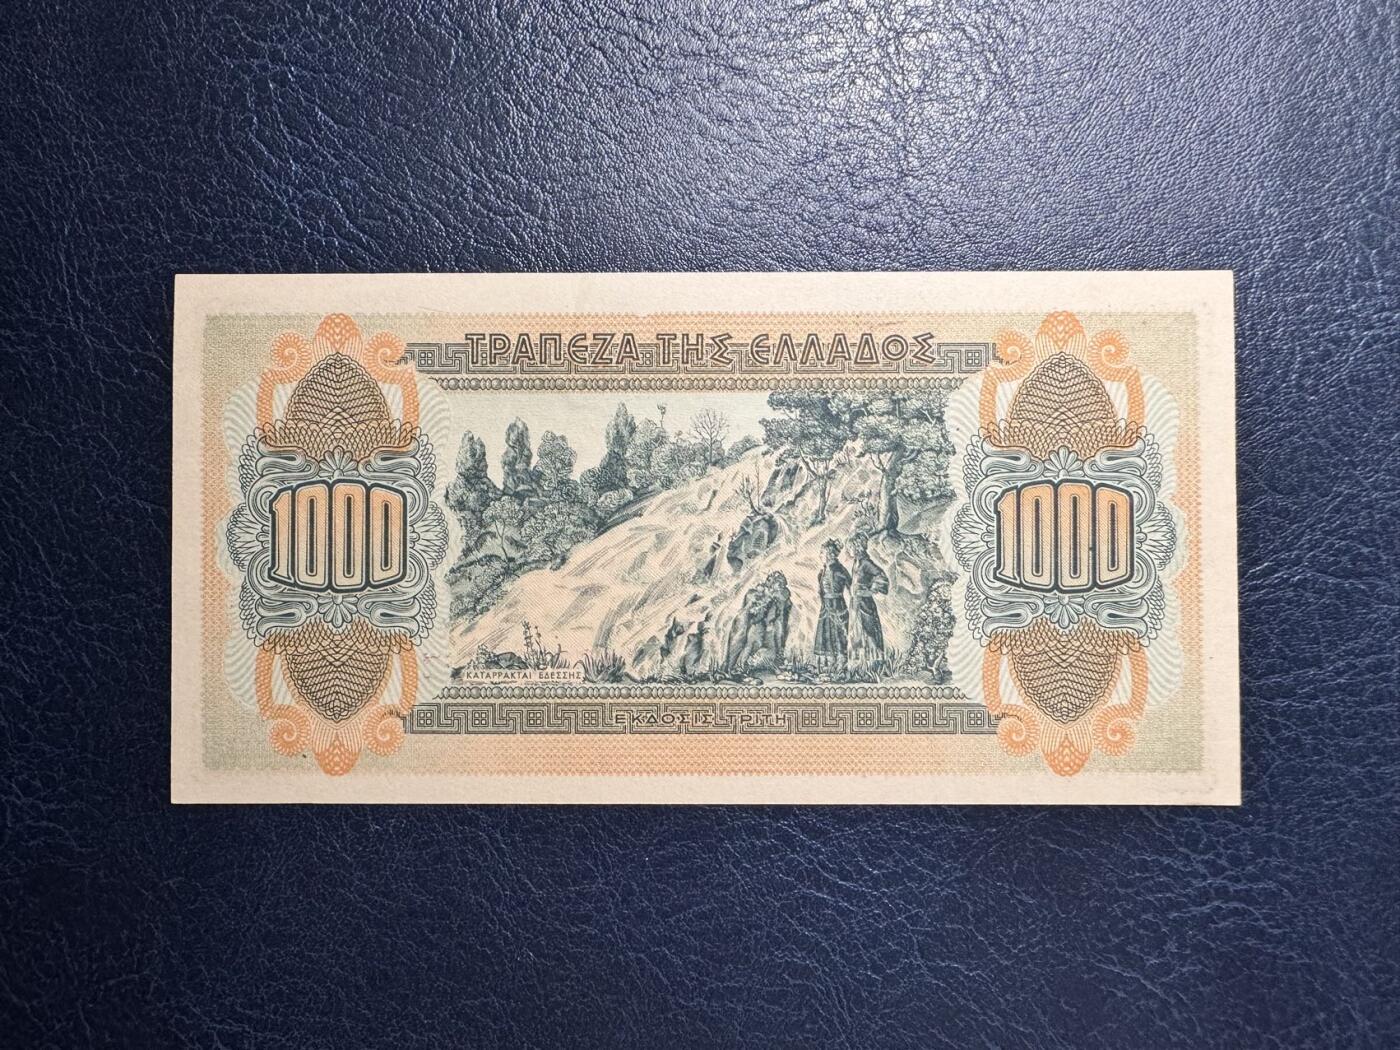 ΤΡΑΠΕΖΑ ΤΗΣ ΕΛΛΑΔΟΣ
1000
1000
ΚΑΤΑΡΡΑΚΤΑΙ ΕΔΕΣΣΗΣ
ΕΚΔΟΣΙΣ ΤΡΙΤΗ